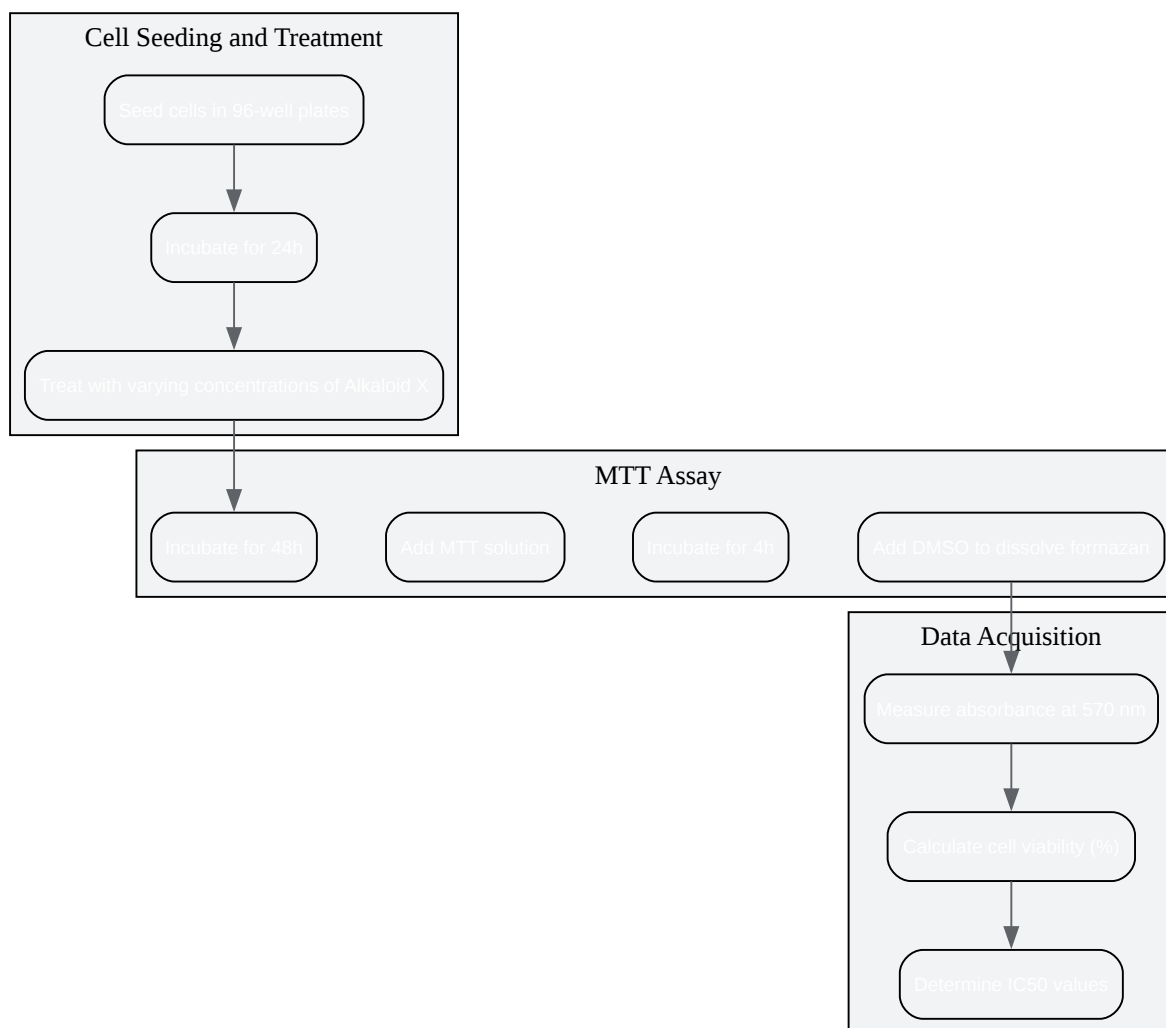 Cell Seeding and Treatment
Seed cells in 96-well plates
Incubate for 24h
Treat with varying concentrations of Alkaloid X
MTT Assay
Incubate for 48h
Add MTT solution
Incubate for 4h
Add DMSO to dissolve formazan
Data Acquisition
Measure absorbance at 570 nm
Calculate cell viability (%)
Determine IC50 values